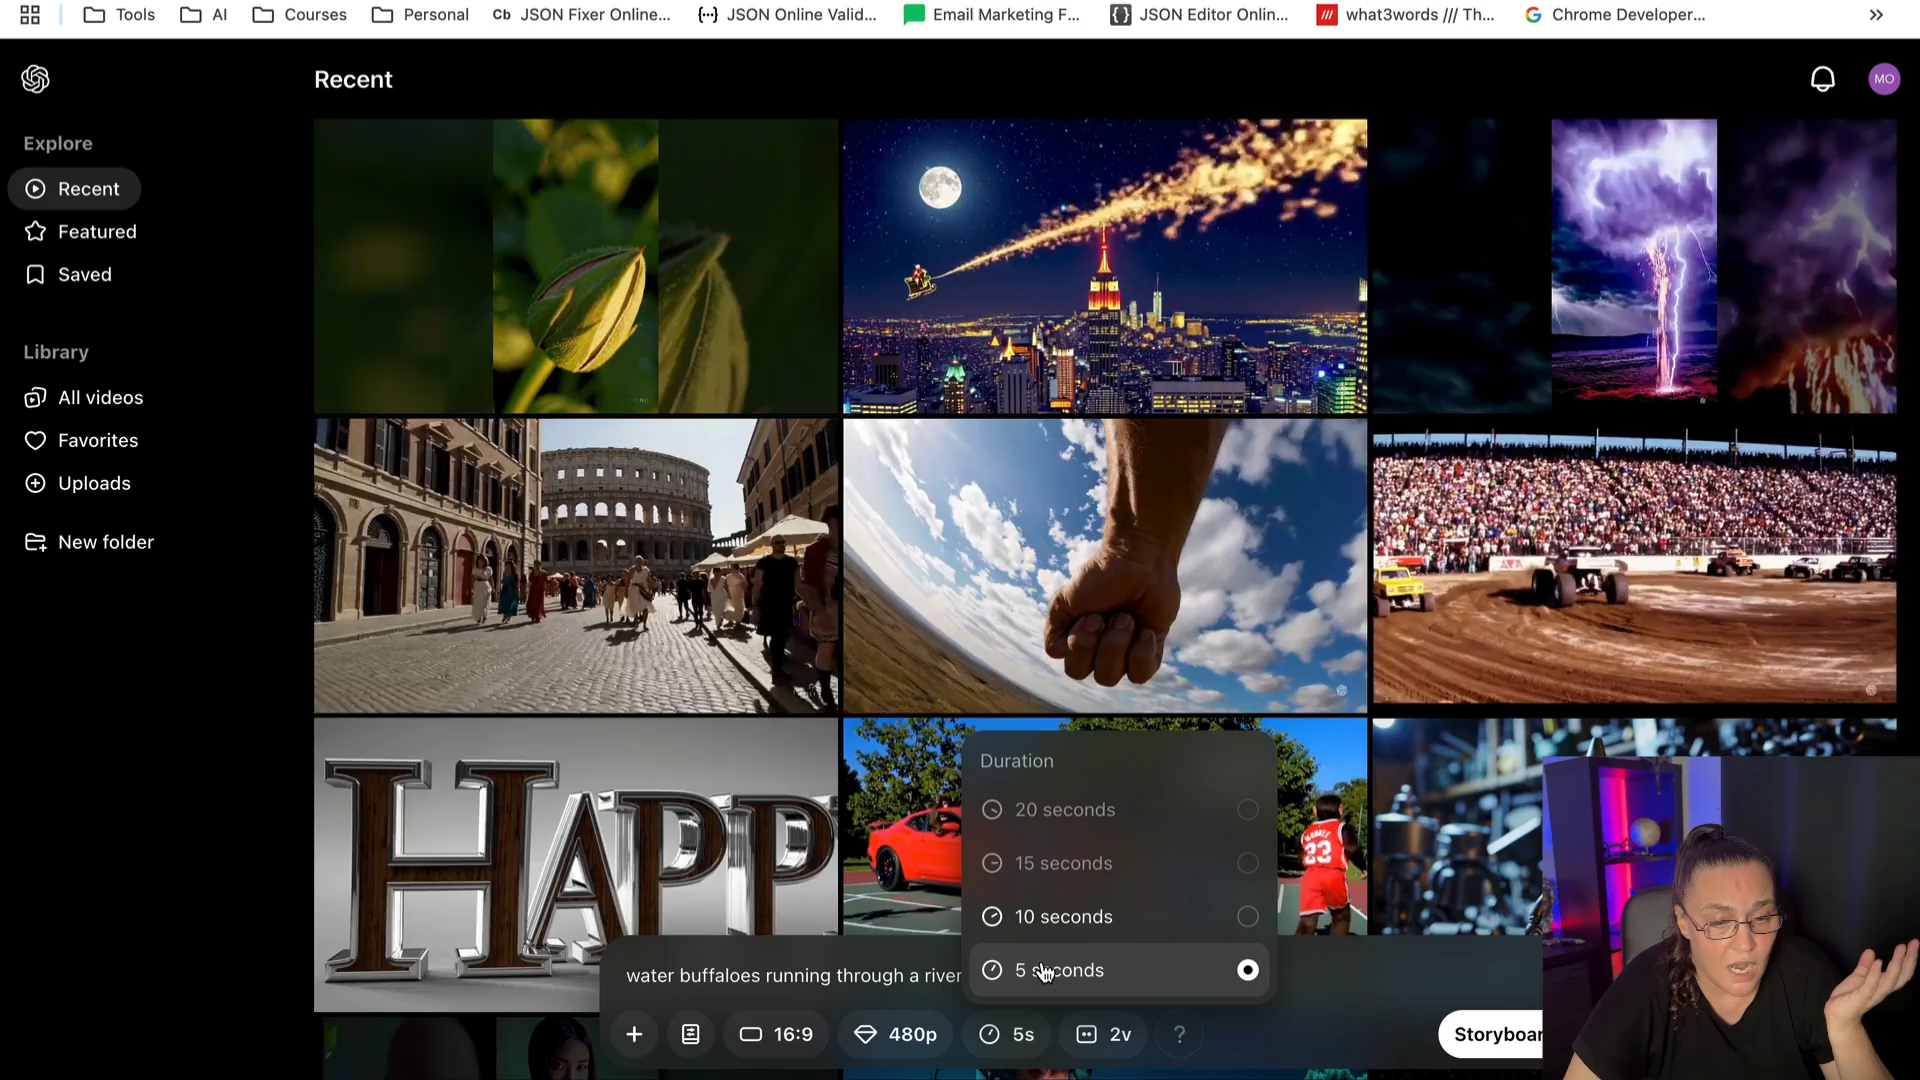 Tools
AI
Courses
Personal
Cb JSON Fixer Online...
JSON Online Valid...
Email Marketing F...
JSON Editor Onlin...
what3words /// Th...
Chrome Developer...
Recent
MO
Explore
Recent
Featured
Saved
Library
All videos
Favorites
Uploads
New folder
HAPP
23
Duration
20 seconds
15 seconds
10 seconds
5 seconds
water buffaloes running through a river
16:9
480p
5s
2v
?
Storyboar